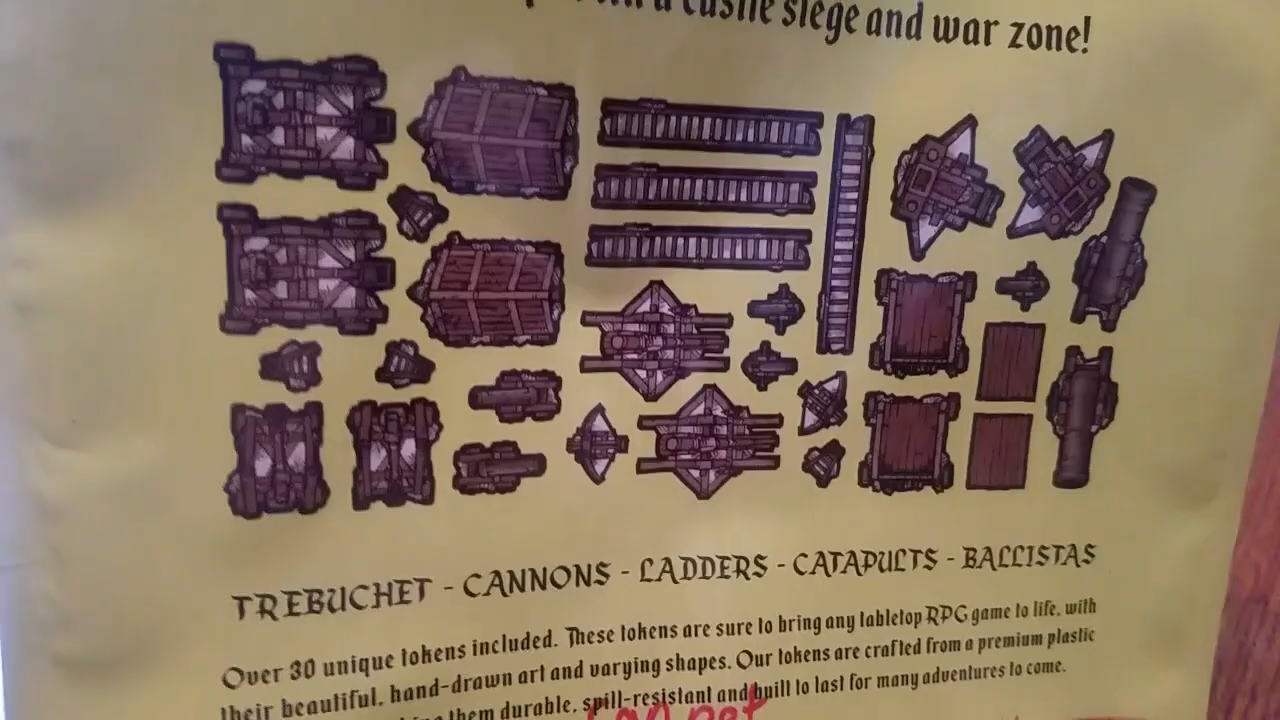 a castle siege and war zone!
TREBUCHET - CANNONS - LADDERS - CATAPULTS - BALLISTAS
Over 30 unique tokens included. These tokens are sure to bring any tabletop RPG game to life, with
their beautiful, hand-drawn art and varying shapes. Our tokens are crafted from a premium plastic
them durable, spill-resistant and built to last for many adventures to come.